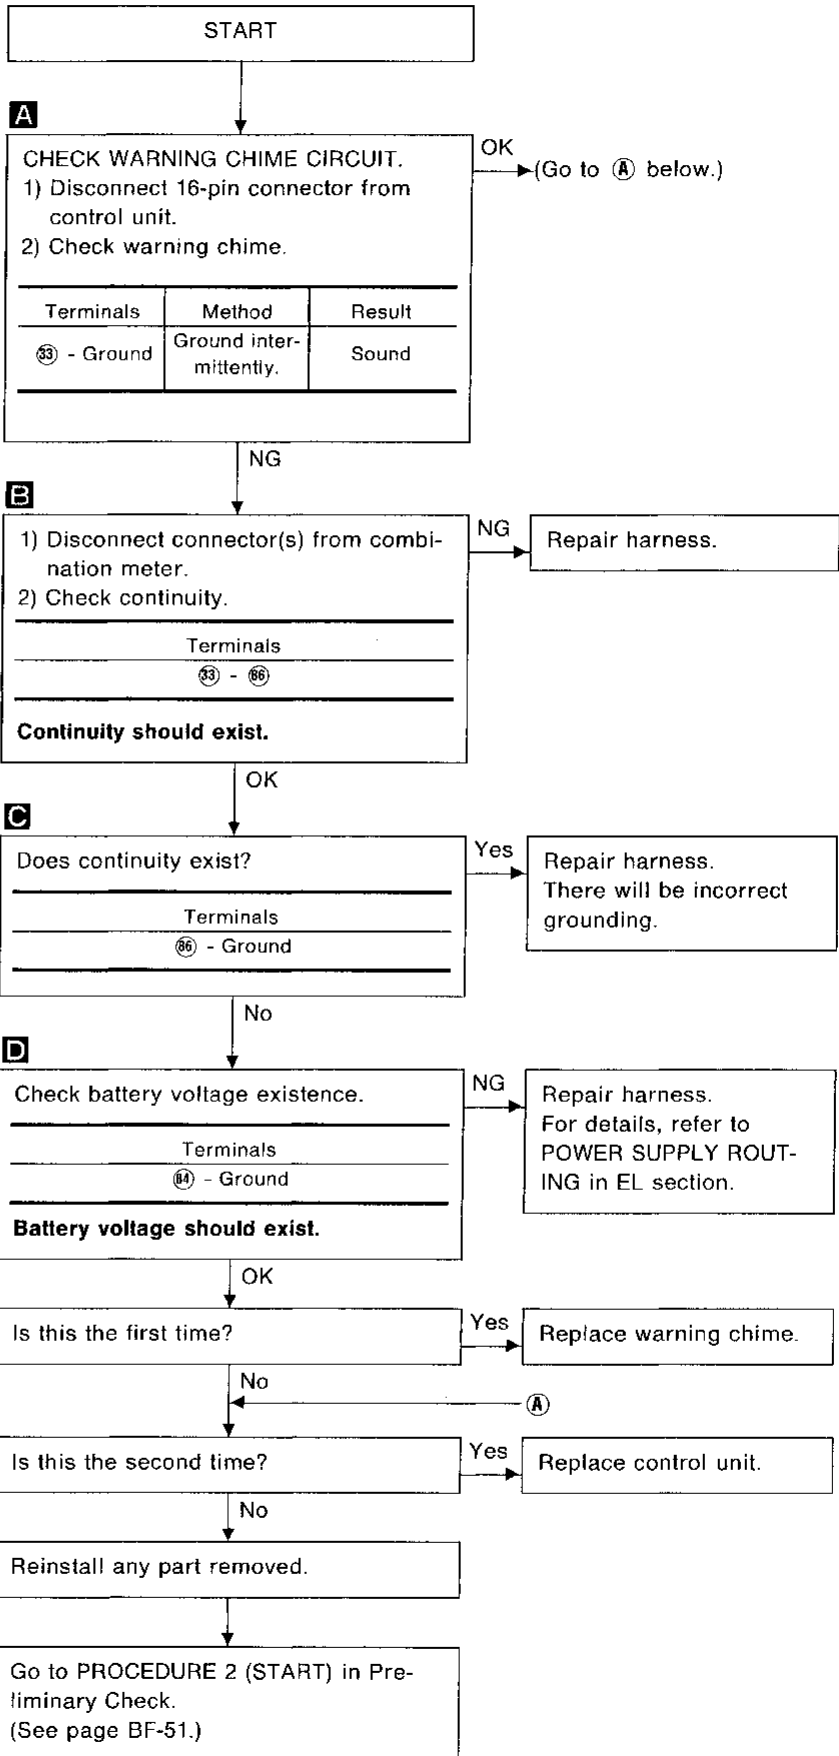 START
A
CHECK WARNING CHIME CIRCUIT.
1) Disconnect 16-pin connector from
control unit.
2) Check warning chime.
Terminals Method Result
33 - Ground Ground inter-
mittently. Sound
OK
(Go to A below.)
NG
B
1) Disconnect connector(s) from combi-
nation meter.
2) Check continuity.
Terminals
33 - 86
Continuity should exist.
NG
Repair harness.
OK
C
Does continuity exist?
Terminals
86 - Ground
Yes
Repair harness.
There will be incorrect
grounding.
No
D
Check battery voltage existence.
Terminals
84 - Ground
Battery voltage should exist.
NG
Repair harness.
For details, refer to
POWER SUPPLY ROUT-
ING in EL section.
OK
Is this the first time?
Yes
Replace warning chime.
No
A
Is this the second time?
Yes
Replace control unit.
No
Reinstall any part removed.
Go to PROCEDURE 2 (START) in Pre-
liminary Check.
(See page BF-51.)